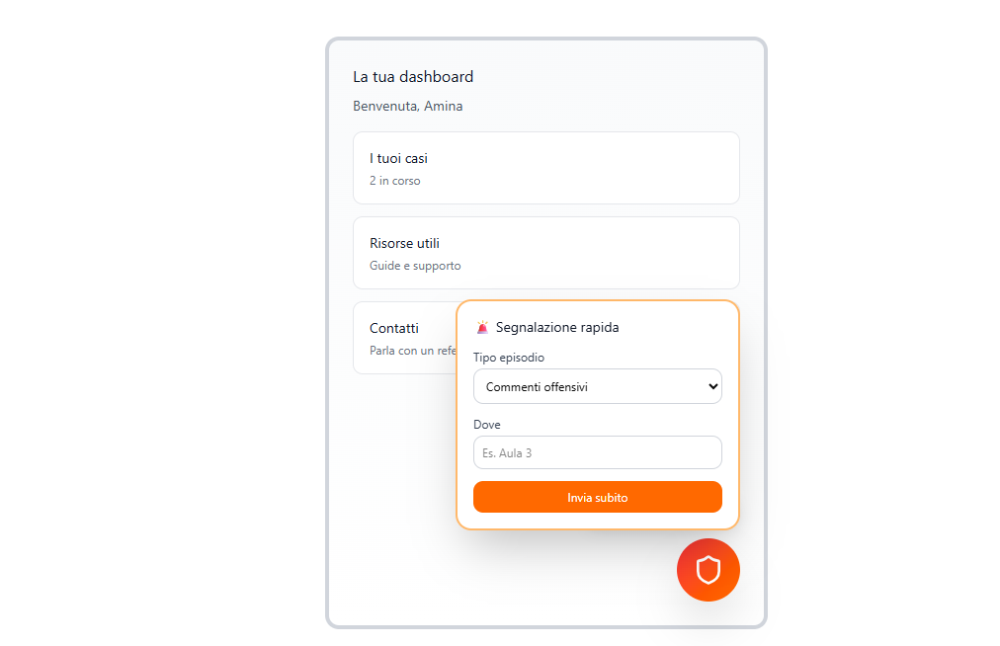 La tua dashboard
Benvenuta, Amina
I tuoi casi
2 in corso
Risorse utili
Guide e supporto
Contatti
Parla con un refe
Segnalazione rapida
Tipo episodio
Commenti offensivi
Dove
Es. Aula 3
Invia subito